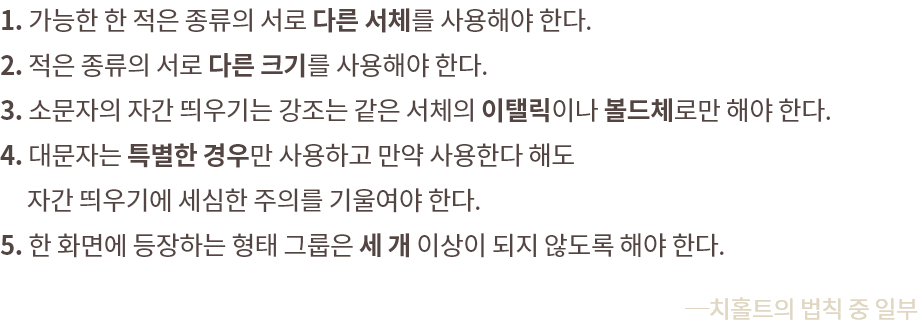 1. 가능한 한 적은 종류의 서로 다른 서체를 사용해야 한다.
2. 적은 종류의 서로 다른 크기를 사용해야 한다.
3. 소문자의 자간 띄우기는 강조는 같은 서체의 이탤릭이나 볼드체로만 해야 한다.
4. 대문자는 특별한 경우만 사용하고 만약 사용한다 해도
자간 띄우기에 세심한 주의를 기울여야 한다.
5. 한 화면에 등장하는 형태 그룹은 세 개 이상이 되지 않도록 해야 한다.
―치홀트의 법칙 중 일부